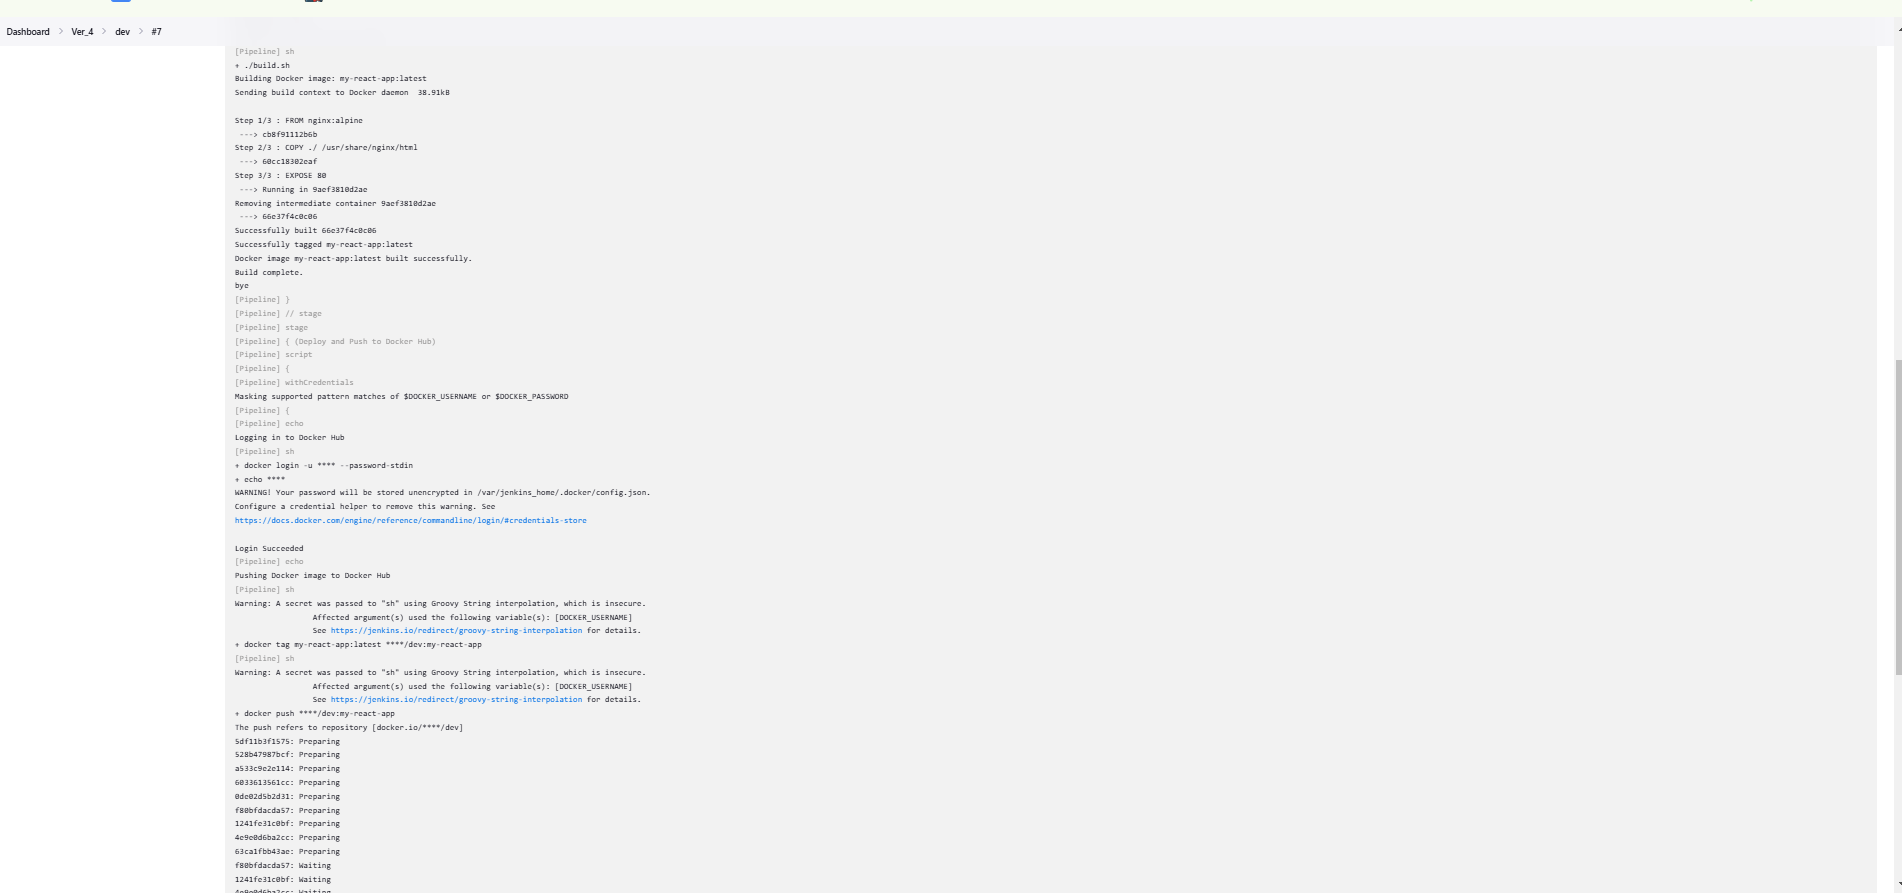 Dashboard > Ver_4 > dev > #7
[Pipeline] sh
+ ./build.sh
Building Docker image: my-react-app:latest
Sending build context to Docker daemon  38.91kB
Step 1/3 : FROM nginx:alpine
---> cb8f91112b6b
Step 2/3 : COPY ./ /usr/share/nginx/html
---> 60cc18302eaf
Step 3/3 : EXPOSE 80
---> Running in 9aef3810d2ae
Removing intermediate container 9aef3810d2ae
---> 66e37f4c0c06
Successfully built 66e37f4c0c06
Successfully tagged my-react-app:latest
Docker image my-react-app:latest built successfully.
Build complete.
bye
[Pipeline] }
[Pipeline] // stage
[Pipeline] stage
[Pipeline] { (Deploy and Push to Docker Hub)
[Pipeline] script
[Pipeline] {
[Pipeline] withCredentials
Masking supported pattern matches of $DOCKER_USERNAME or $DOCKER_PASSWORD
[Pipeline] {
[Pipeline] echo
Logging in to Docker Hub
[Pipeline] sh
+ docker login -u **** --password-stdin
+ echo ****
WARNING! Your password will be stored unencrypted in /var/jenkins_home/.docker/config.json.
Configure a credential helper to remove this warning. See
https://docs.docker.com/engine/reference/commandline/login/#credentials-store
Login Succeeded
[Pipeline] echo
Pushing Docker image to Docker Hub
[Pipeline] sh
Warning: A secret was passed to "sh" using Groovy String interpolation, which is insecure.
Affected argument(s) used the following variable(s): [DOCKER_USERNAME]
See https://jenkins.io/redirect/groovy-string-interpolation for details.
+ docker tag my-react-app:latest ****/dev:my-react-app
[Pipeline] sh
Warning: A secret was passed to "sh" using Groovy String interpolation, which is insecure.
Affected argument(s) used the following variable(s): [DOCKER_USERNAME]
See https://jenkins.io/redirect/groovy-string-interpolation for details.
+ docker push ****/dev:my-react-app
The push refers to repository [docker.io/****/dev]
5df11b3f1575: Preparing
528b47987bcf: Preparing
a533c9e2e114: Preparing
6033613561cc: Preparing
0de02d5b2d31: Preparing
f80bfdacda57: Preparing
1241fe31c0bf: Preparing
4e9e0d6ba2cc: Preparing
63ca1fbb43ae: Preparing
f80bfdacda57: Waiting
1241fe31c0bf: Waiting
4e9e0d6ba2cc: Waiting